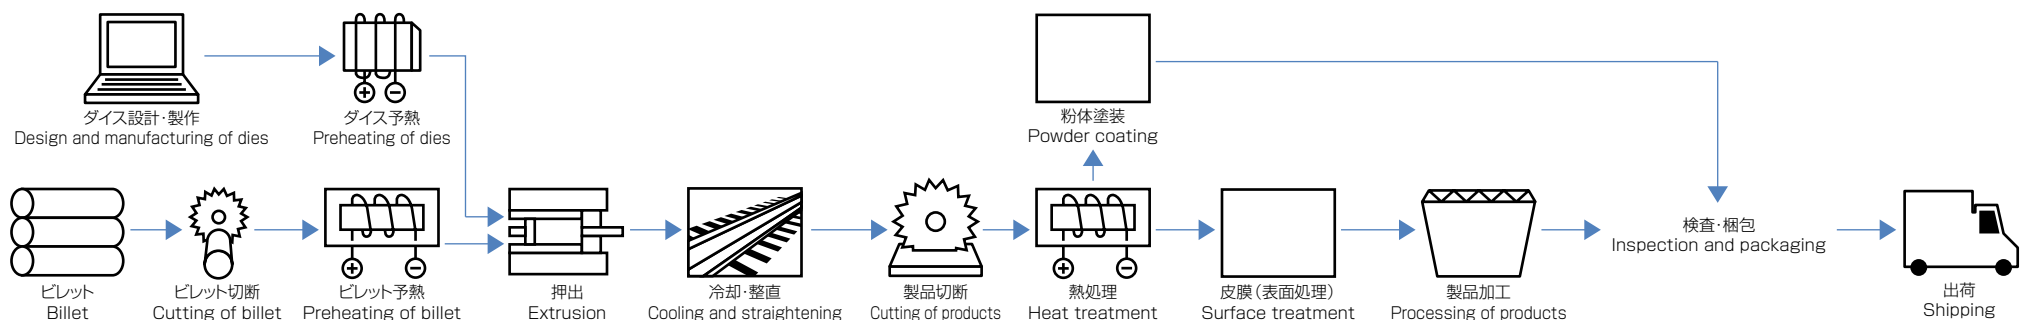 ダイス設計・製作
Design and manufacturing of dies
ダイス予熱
Preheating of dies
粉体塗装
Powder coating
ビレット
Billet
ビレット切断
Cutting of billet
ビレット予熱
Preheating of billet
押出
Extrusion
冷却・整直
Cooling and straightening
製品切断
Cutting of products
熱処理
Heat treatment
皮膜（表面処理）
Surface treatment
製品加工
Processing of products
検査・梱包
Inspection and packaging
出荷
Shipping